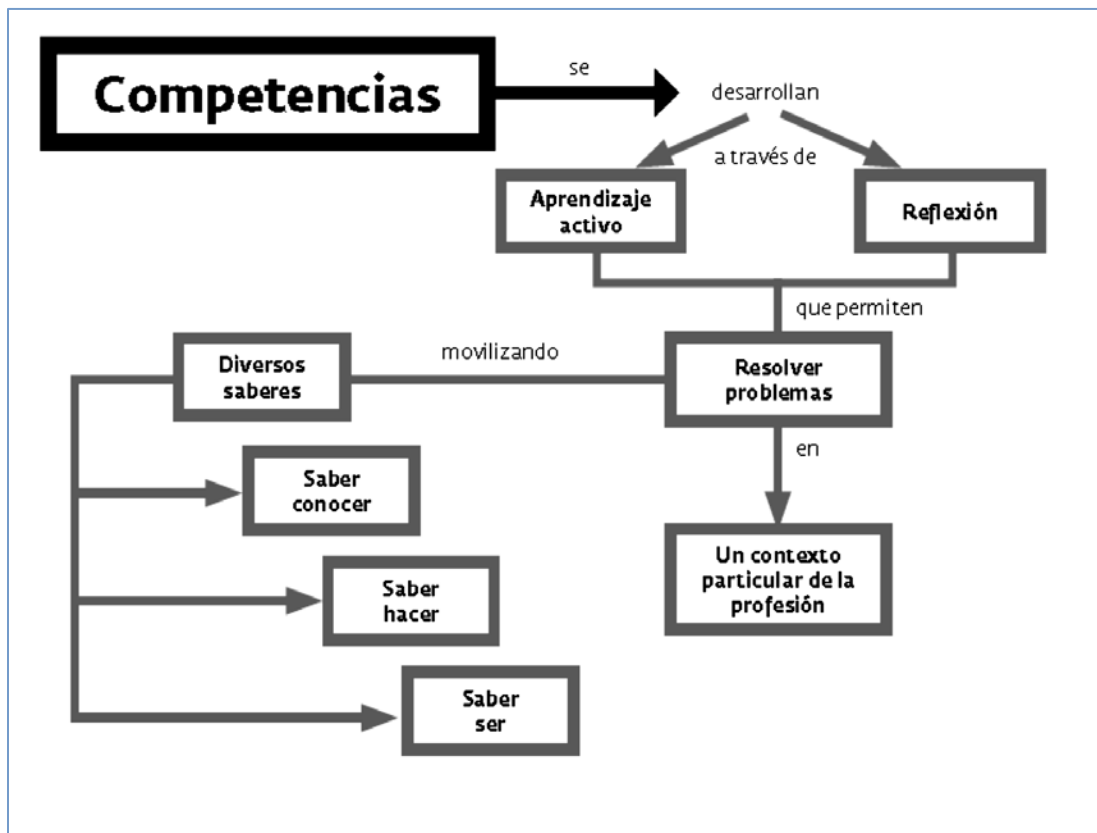 Competencias
se
desarrollan
a través de
Aprendizaje
activo
Reflexión
que permiten
Resolver
problemas
movilizando
Diversos
saberes
en
Saber
conocer
Saber
hacer
Saber
ser
Un contexto
particular de la
profesión